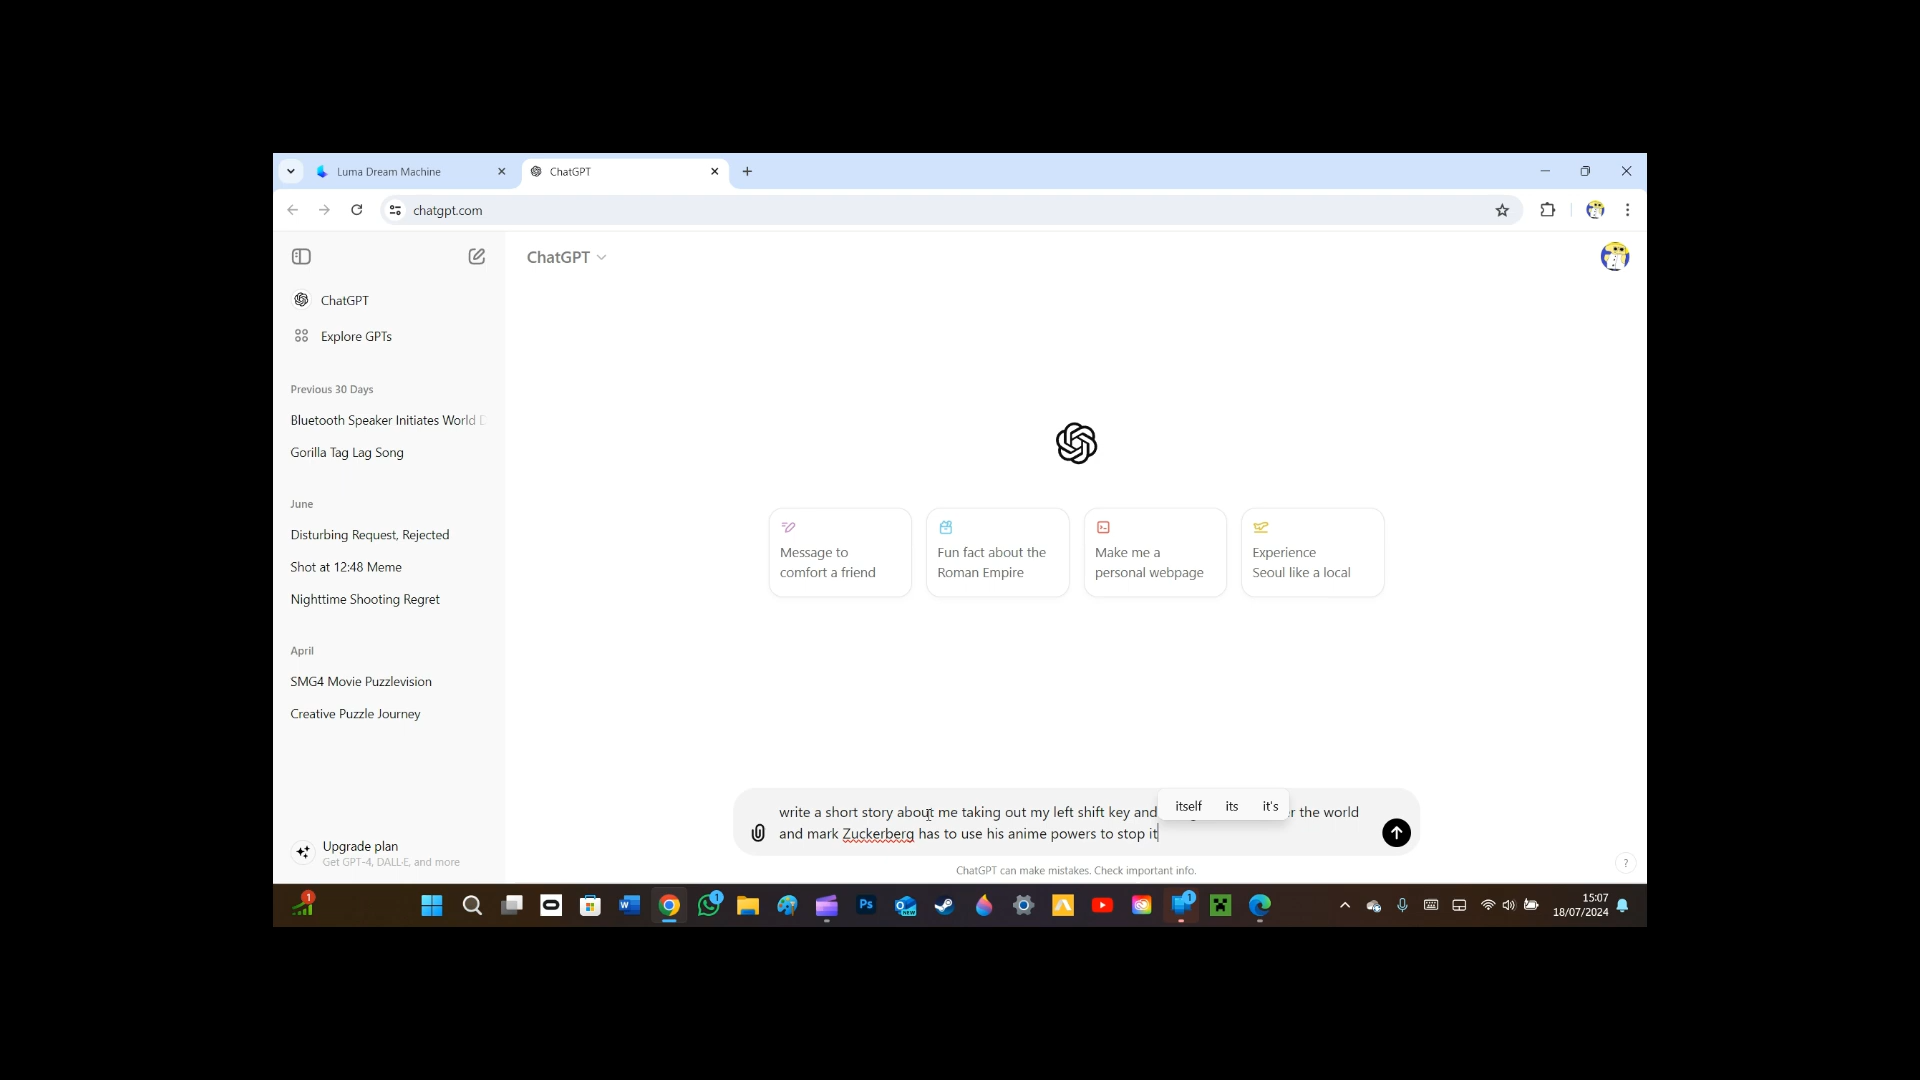 Luma Dream Machine
ChatGPT
chatgpt.com
ChatGPT
ChatGPT
Explore GPTs
Previous 30 Days
Bluetooth Speaker Initiates World
Gorilla Tag Lag Song
June
Disturbing Request, Rejected
Shot at 12:48 Meme
Nighttime Shooting Regret
April
SMG4 Movie Puzzlevision
Creative Puzzle Journey
Upgrade plan
Get GPT-4, DALL·E, and more
Message to
comfort a friend
Fun fact about the
Roman Empire
Make me a
personal webpage
Experience
Seoul like a local
itself its it's
write a short story about me taking out my left shift key and the world
and mark Zuckerberg has to use his anime powers to stop it
ChatGPT can make mistakes. Check important info.
?
1
W
1
Ps
NEW
1
15:07
18/07/2024